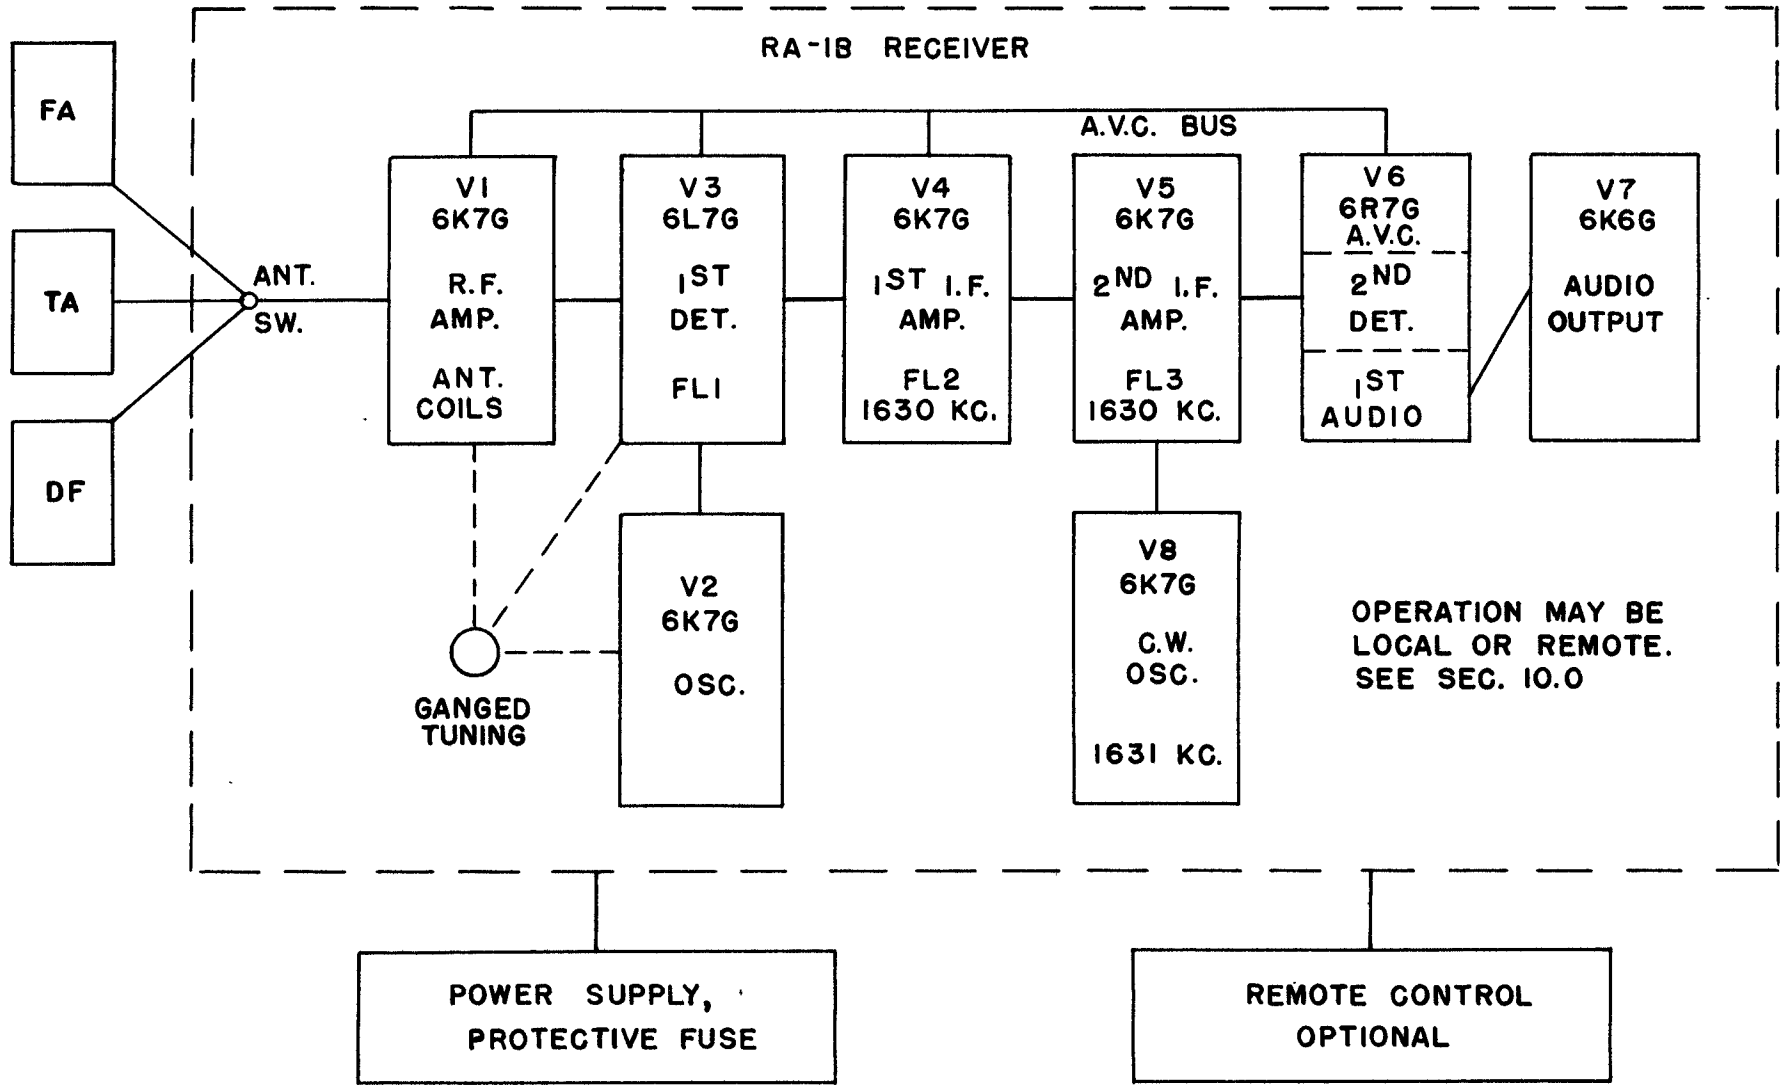 RA-1B RECEIVER
FA
TA
DF
ANT.
SW.
A.V.C. BUS
V1
6K7G
R.F.
AMP.
ANT.
COILS
V3
6L7G
1ST
DET.
FL1
V4
6K7G
1ST I.F.
AMP.
FL2
1630 KC.
V5
6K7G
2ND I.F.
AMP.
FL3
1630 KC.
V6
6R7G
A.V.C.
2ND
DET.
1ST
AUDIO
V7
6K6G
AUDIO
OUTPUT
GANGED
TUNING
V2
6K7G
OSC.
V8
6K7G
C.W.
OSC.
1631 KC.
OPERATION MAY BE
LOCAL OR REMOTE.
SEE SEC. 10.0
POWER SUPPLY,
PROTECTIVE FUSE
REMOTE CONTROL
OPTIONAL